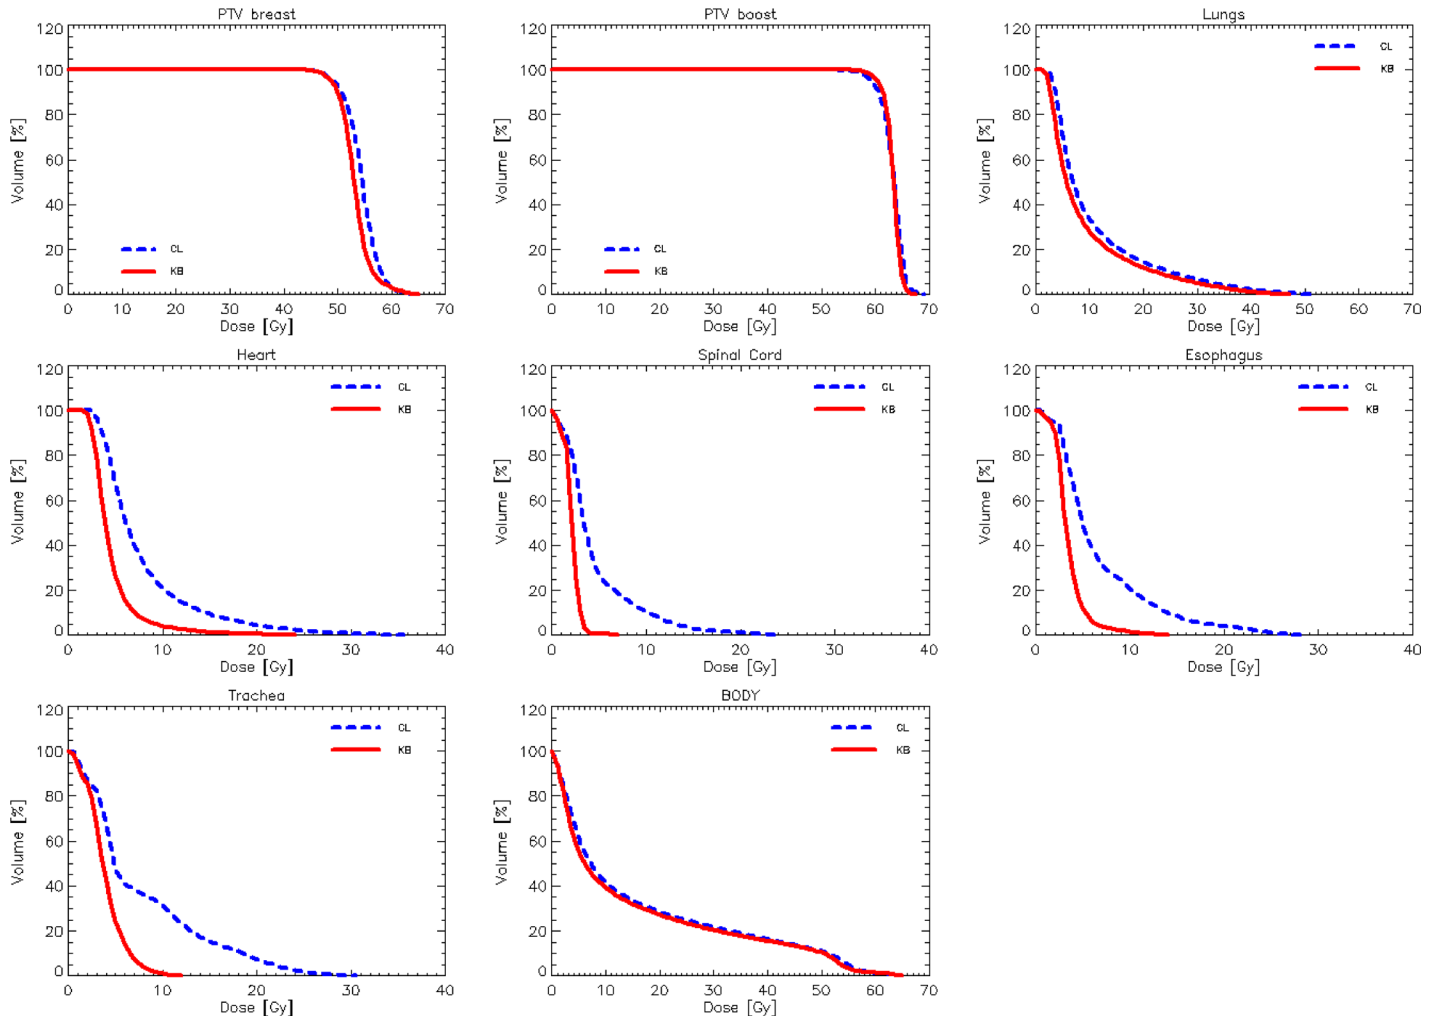 PTV breast
120
100
80
60
40
20
0
Volume [%]
CL
KB
0 10 20 30 40 50 60 70
Dose [Gy]
PTV boost
120
100
80
60
40
20
0
Volume [%]
CL
KB
0 10 20 30 40 50 60 70
Dose [Gy]
Lungs
120
100
80
60
40
20
0
Volume [%]
CL
KB
0 10 20 30 40 50 60 70
Dose [Gy]
Heart
120
100
80
60
40
20
0
Volume [%]
CL
KB
0 10 20 30 40
Dose [Gy]
Spinal Cord
120
100
80
60
40
20
0
Volume [%]
CL
KB
0 10 20 30 40
Dose [Gy]
Esophagus
120
100
80
60
40
20
0
Volume [%]
CL
KB
0 10 20 30 40
Dose [Gy]
Trachea
120
100
80
60
40
20
0
Volume [%]
CL
KB
0 10 20 30 40
Dose [Gy]
BODY
120
100
80
60
40
20
0
Volume [%]
CL
KB
0 10 20 30 40 50 60 70
Dose [Gy]